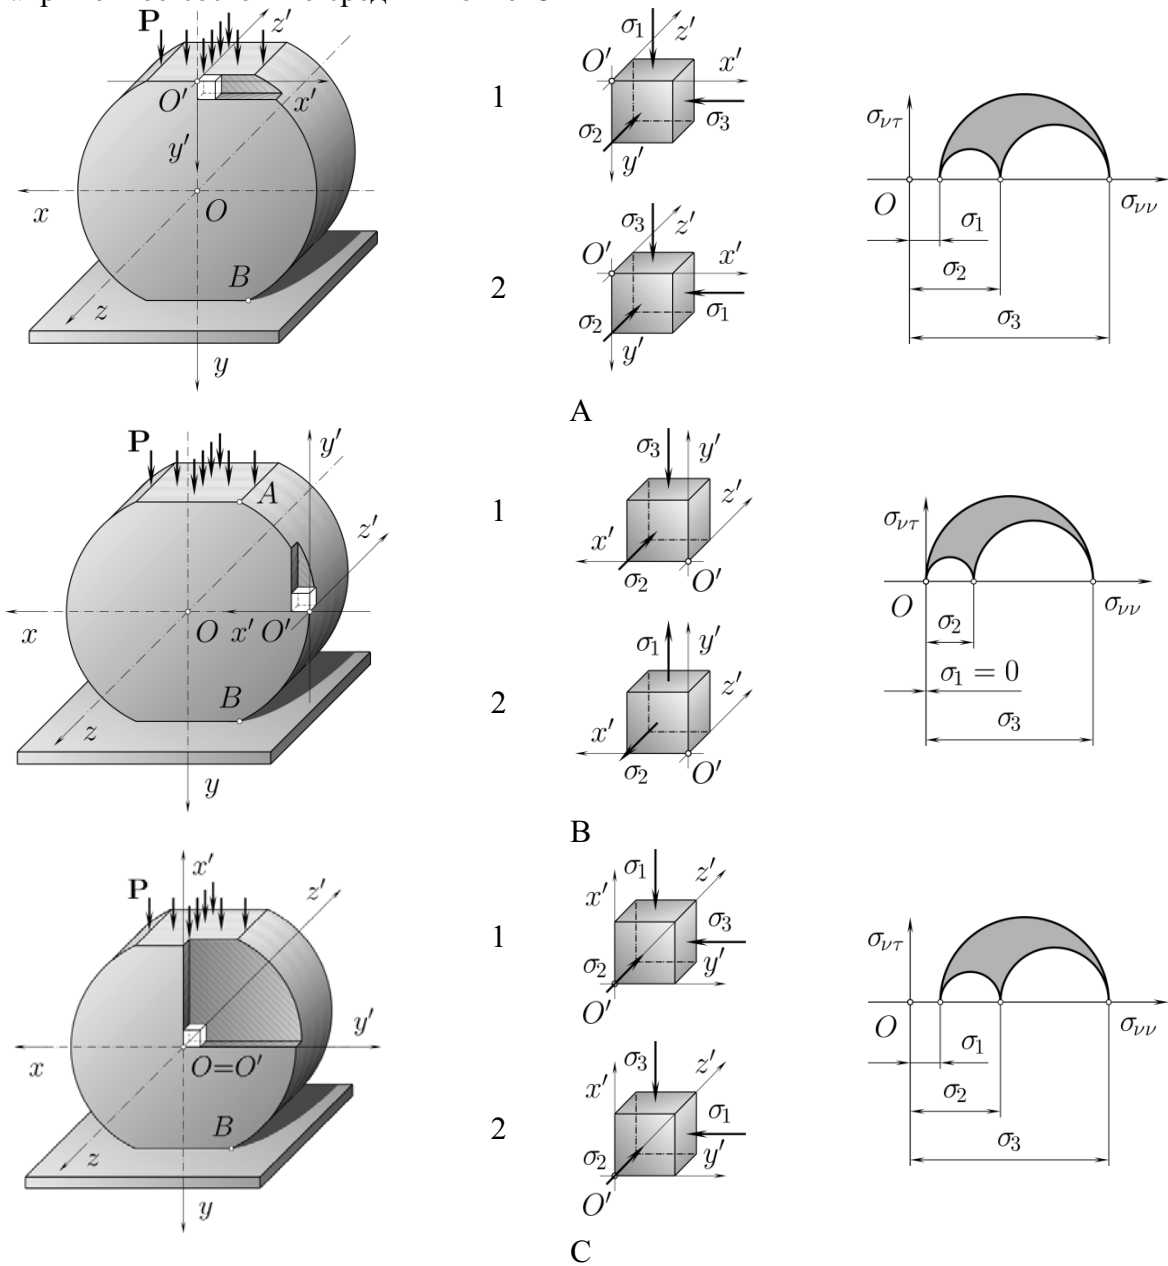 P
z′
O′
x′
y′
x
O
B
z
y
1
σ1
z′
O′
x′
σ2
σ3
y′
2
σ3
z′
O′
x′
σ2
σ1
y′
σντ
O
σνν
σ1
σ2
σ3
A
P
y′
A
z′
x
O
x′
O′
B
z
y
1
σ3
y′
z′
x′
σ2
O′
2
σ1
y′
z′
x′
σ2
O′
σντ
O
σνν
σ2
σ1 = 0
σ3
B
x′
P
z′
y′
x
O=O′
B
z
y
1
σ1
z′
x′
σ3
σ2
y′
O′
2
σ3
z′
x′
σ1
σ2
y′
O′
σντ
O
σνν
σ1
σ2
σ3
C